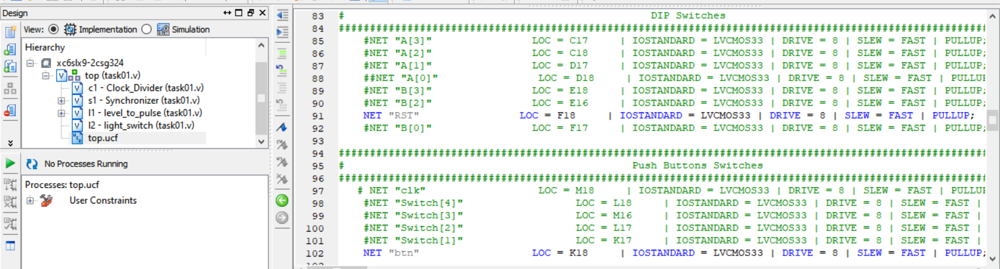 Design
View: Implementation Simulation
Hierarchy
xc6slx9-2csg324
top (task01.v)
c1 - Clock_Divider (task01.v)
s1 - Synchronizer (task01.v)
l1 - level_to_pulse (task01.v)
l2 - light_switch (task01.v)
top.ucf
No Processes Running
Processes: top.ucf
User Constraints
83 # DIP Switches
84 ########################################################################################################
85 #NET "A[3]" LOC = C17 | IOSTANDARD = LVCMOS33 | DRIVE = 8 | SLEW = FAST | PULLUP;
86 #NET "A[2]" LOC = C18 | IOSTANDARD = LVCMOS33 | DRIVE = 8 | SLEW = FAST | PULLUP;
87 #NET "A[1]" LOC = D17 | IOSTANDARD = LVCMOS33 | DRIVE = 8 | SLEW = FAST | PULLUP;
88 ##NET "A[0]" LOC = D18 | IOSTANDARD = LVCMOS33 | DRIVE = 8 | SLEW = FAST | PULLUP
89 #NET "B[3]" LOC = E18 | IOSTANDARD = LVCMOS33 | DRIVE = 8 | SLEW = FAST | PULLUP;
90 #NET "B[2]" LOC = E16 | IOSTANDARD = LVCMOS33 | DRIVE = 8 | SLEW = FAST | PULLUP;
91 NET "RST" LOC = F18 | IOSTANDARD = LVCMOS33 | DRIVE = 8 | SLEW = FAST | PULLUP;
92 #NET "B[0]" LOC = F17 | IOSTANDARD = LVCMOS33 | DRIVE = 8 | SLEW = FAST | PULLUP;
93
94 ########################################################################################################
95 # Push Buttons Switches
96 ########################################################################################################
97 # NET "clk" LOC = M18 | IOSTANDARD = LVCMOS33 | DRIVE = 8 | SLEW = FAST | PULLUP
98 #NET "Switch[4]" LOC = L18 | IOSTANDARD = LVCMOS33 | DRIVE = 8 | SLEW = FAST |
99 #NET "Switch[3]" LOC = M16 | IOSTANDARD = LVCMOS33 | DRIVE = 8 | SLEW = FAST |
100 #NET "Switch[2]" LOC = L17 | IOSTANDARD = LVCMOS33 | DRIVE = 8 | SLEW = FAST |
101 #NET "Switch[1]" LOC = K17 | IOSTANDARD = LVCMOS33 | DRIVE = 8 | SLEW = FAST |
102 NET "btn" LOC = K18 | IOSTANDARD = LVCMOS33 | DRIVE = 8 | SLEW = FAST | PULLUP;